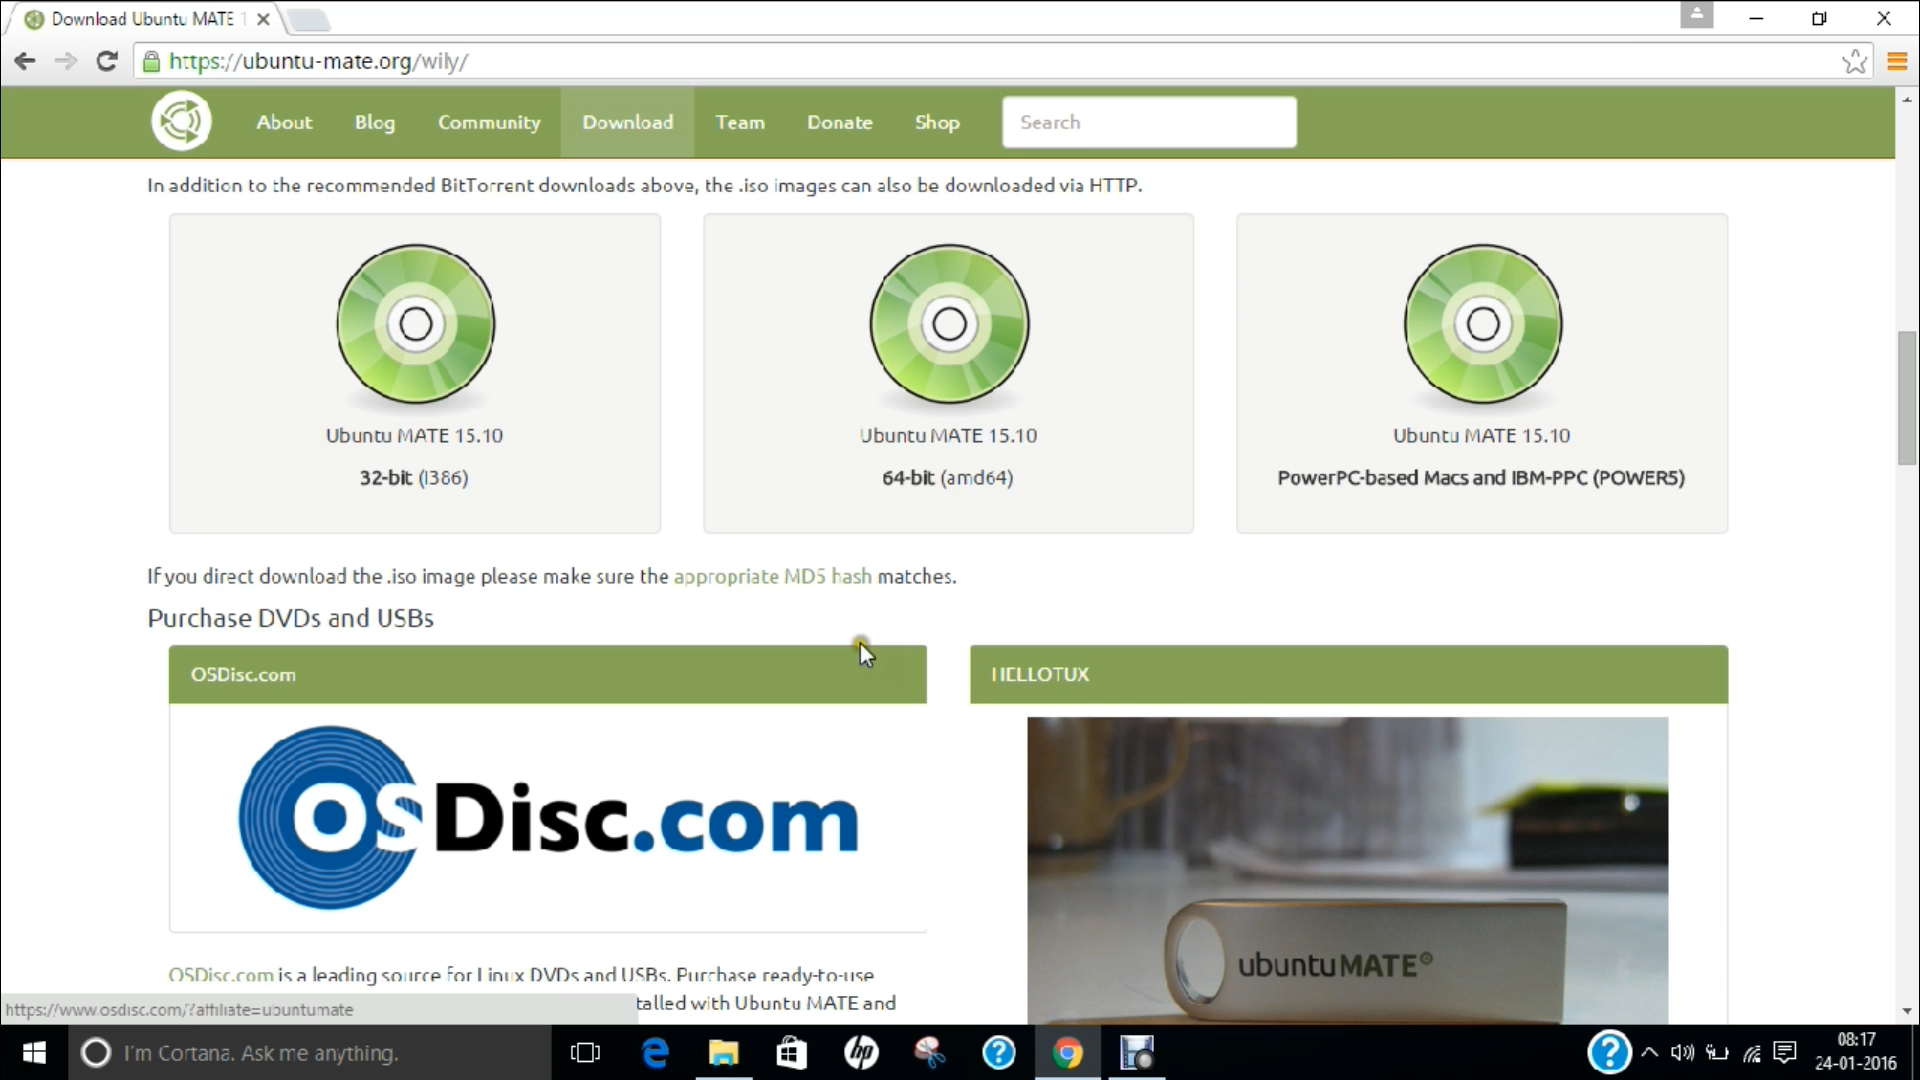 Download Ubuntu MATE 1
https://ubuntu-mate.org/wily/
About Blog Community Download Team Donate Shop Search
In addition to the recommended BitTorrent downloads above, the .iso images can also be downloaded via HTTP.
Ubuntu MATE 15.10
32-bit (i386)
Ubuntu MATE 15.10
64-bit (amd64)
Ubuntu MATE 15.10
PowerPC-based Macs and IBM-PPC (POWER5)
If you direct download the .iso image please make sure the appropriate MD5 hash matches.
Purchase DVDs and USBs
OSDisc.com
OSDisc.com
OSDisc.com is a leading source for Linux DVDs and USBs. Purchase ready-to-use
talled with Ubuntu MATE and
HELLOTUX
ubuntuMATE
https://www.osdisc.com/?affiliate=ubuntumate
I'm Cortana. Ask me anything.
hp
08:17
24-01-2016